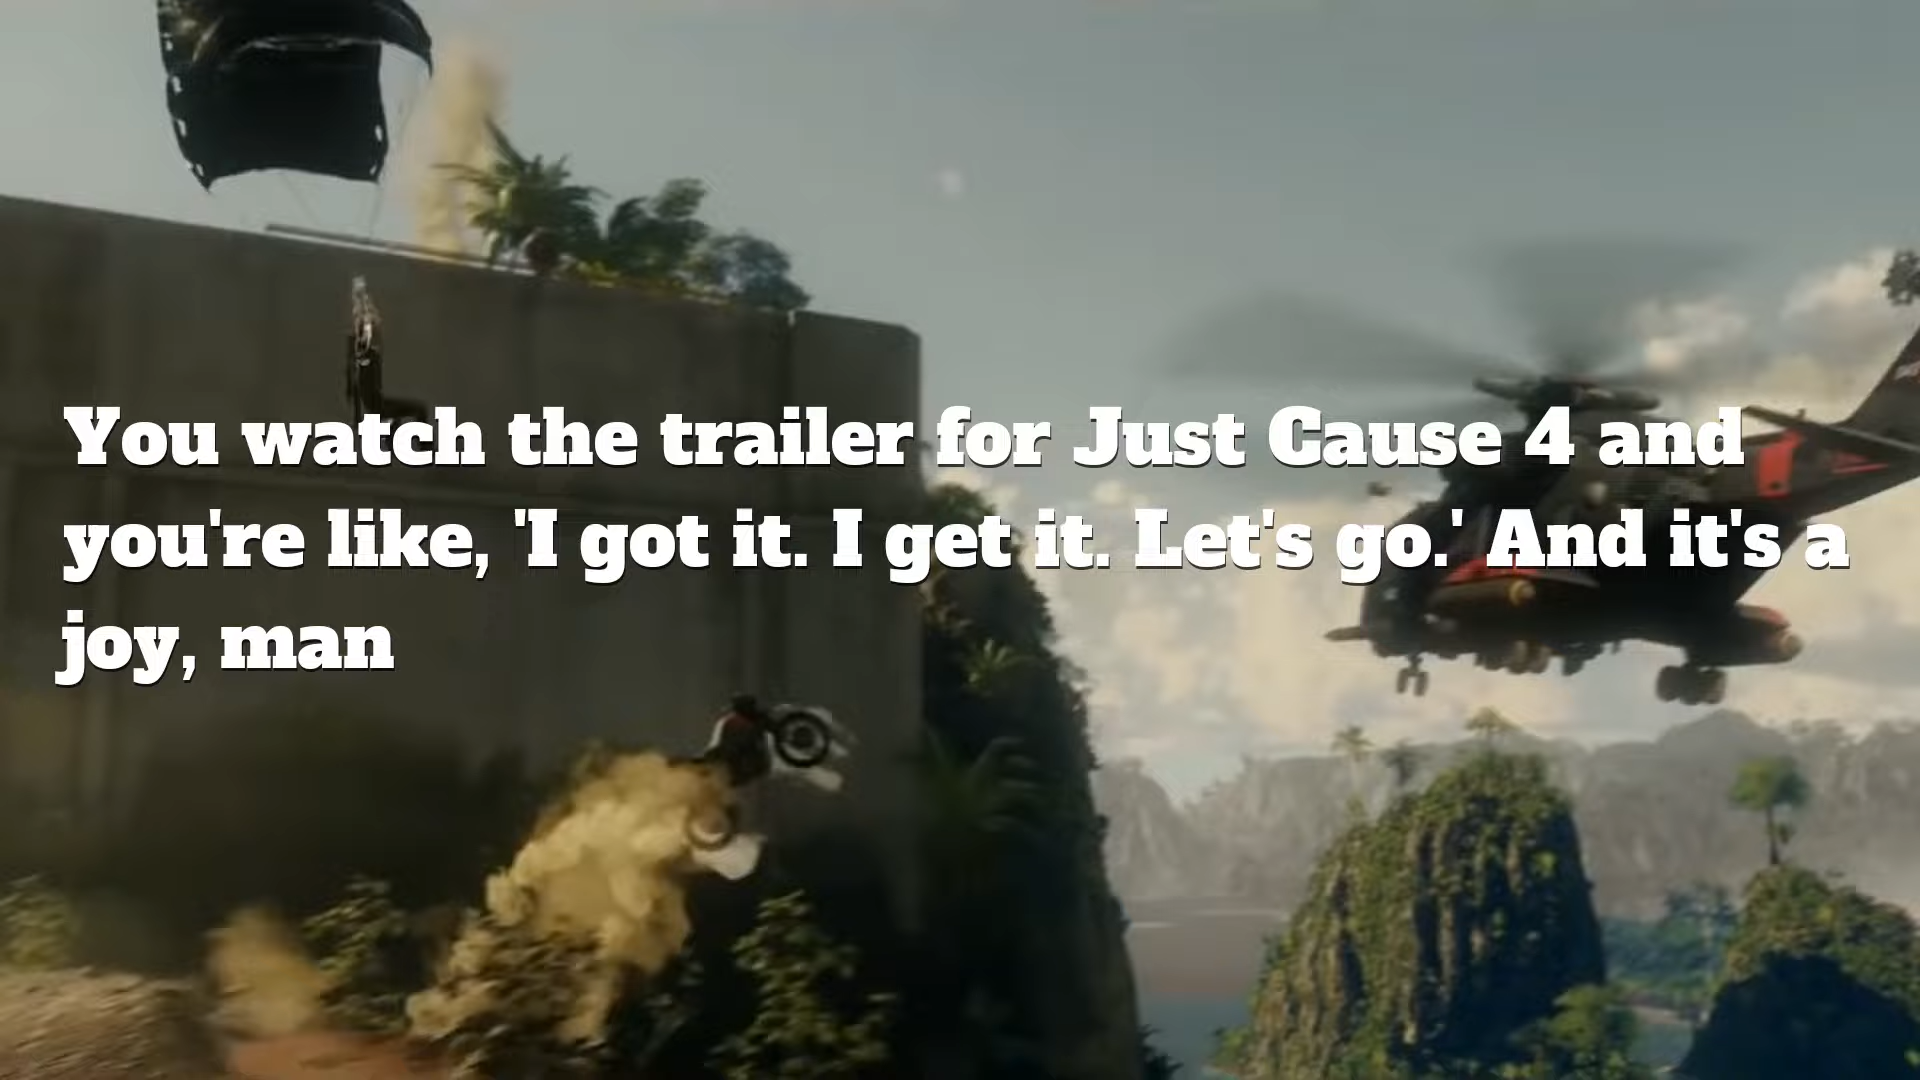 You watch the trailer for Just Cause 4 and
you're like, 'I got it. I get it. Let's go.' And it's a
joy, man